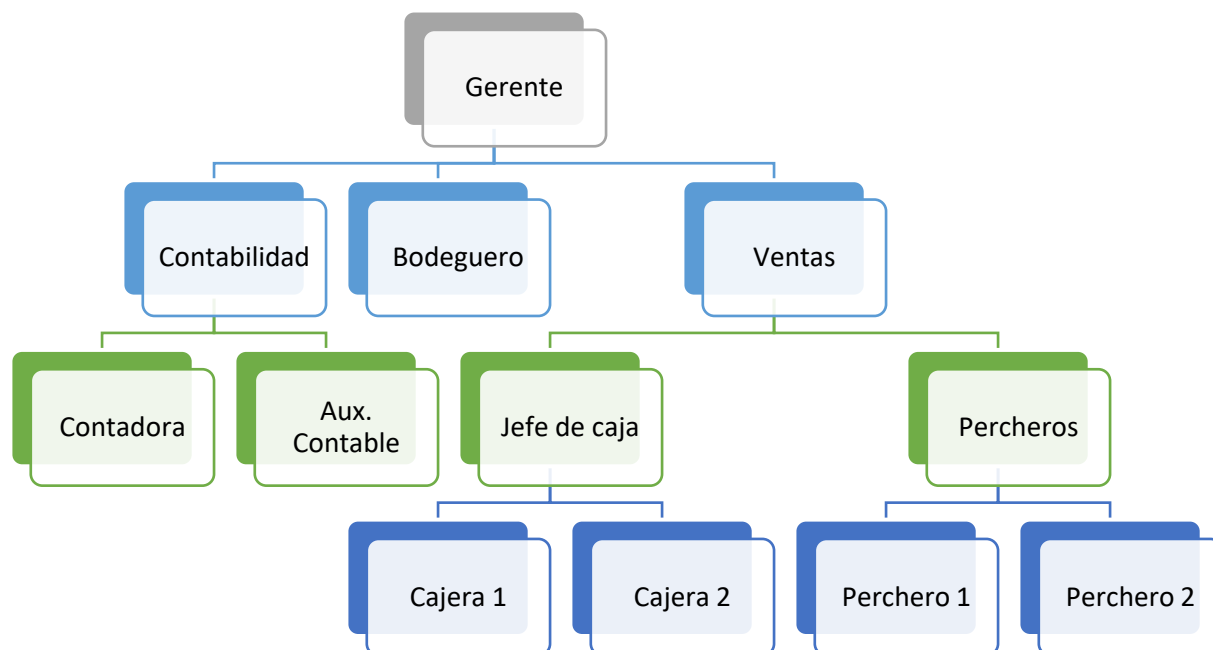 Gerente
Contabilidad
Bodeguero
Ventas
Contadora
Aux.
Contable
Jefe de caja
Percheros
Cajera 1
Cajera 2
Perchero 1
Perchero 2